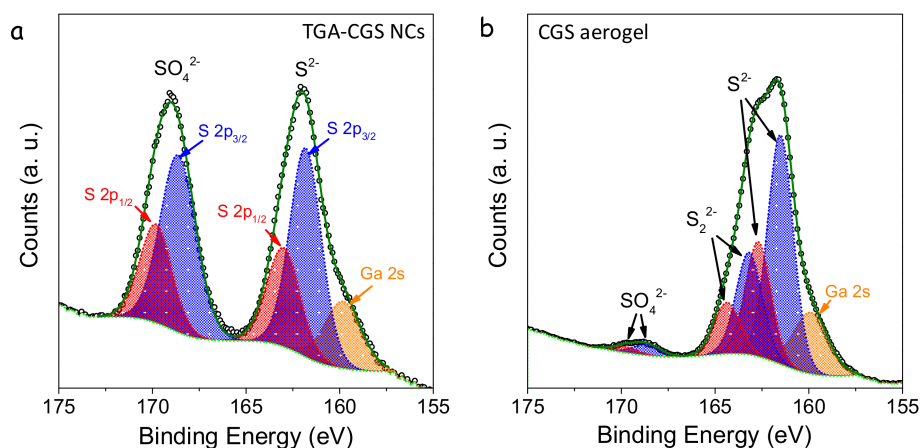 a
TGA-CGS NCs
SO₄²⁻
S²⁻
S 2p₃/₂
S 2p₃/₂
S 2p₁/₂
S 2p₁/₂
Ga 2s
Counts (a. u.)
175 170 165 160 155
Binding Energy (eV)
b
CGS aerogel
S²⁻
S₂²⁻
SO₄²⁻
Ga 2s
Counts (a. u.)
175 170 165 160 155
Binding Energy (eV)